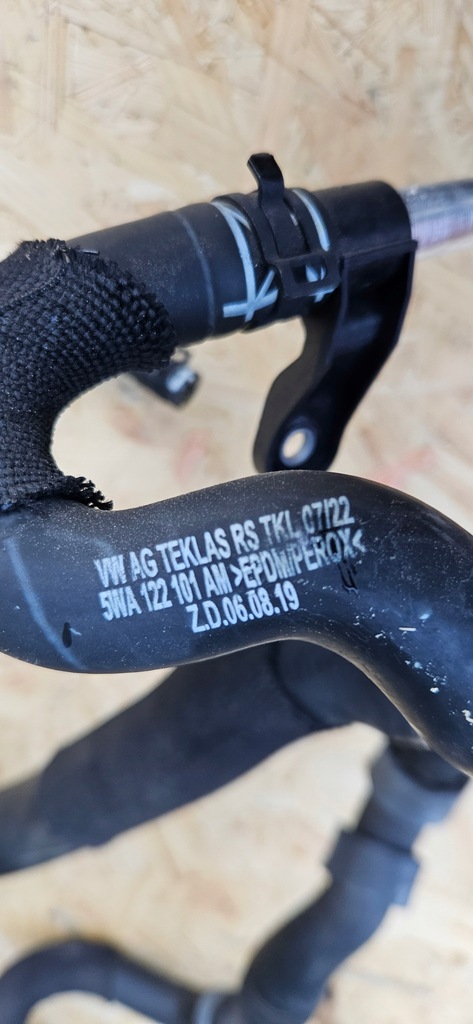 VW AG TEKLAS RS TKL 07/22
5WA 122 101 AM >EPDM/PEROX<
Z.D.06.08.19